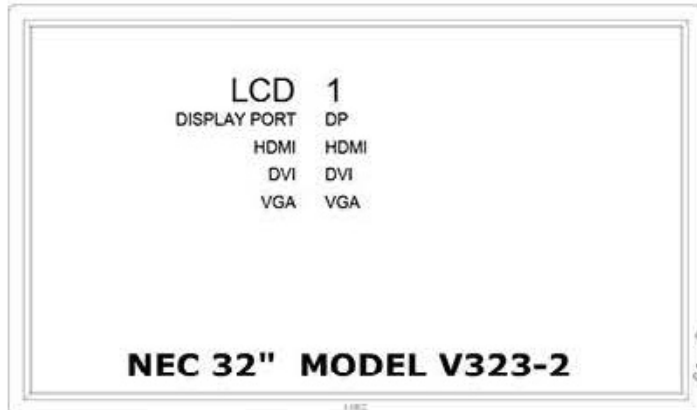 LCD 1
DISPLAY PORT DP
HDMI HDMI
DVI DVI
VGA VGA
NEC 32" MODEL V323-2